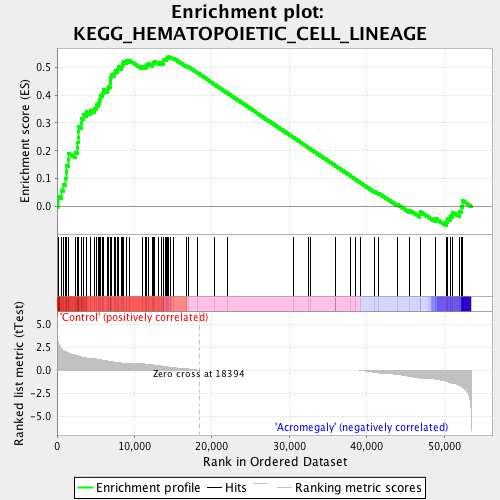 Enrichment plot:
KEGG_HEMATOPOIETIC_CELL_LINEAGE
Enrichment score (ES)
0.5
0.4
0.3
0.2
0.1
0.0
Ranked list metric (tTest)
5.0
2.5
0.0
-2.5
-5.0
'Control' (positively correlated)
Zero cross at 18394
'Acromegaly' (negatively correlated)
0
10,000
20,000
30,000
40,000
50,000
Rank in Ordered Dataset
Enrichment profile
Hits
Ranking metric scores